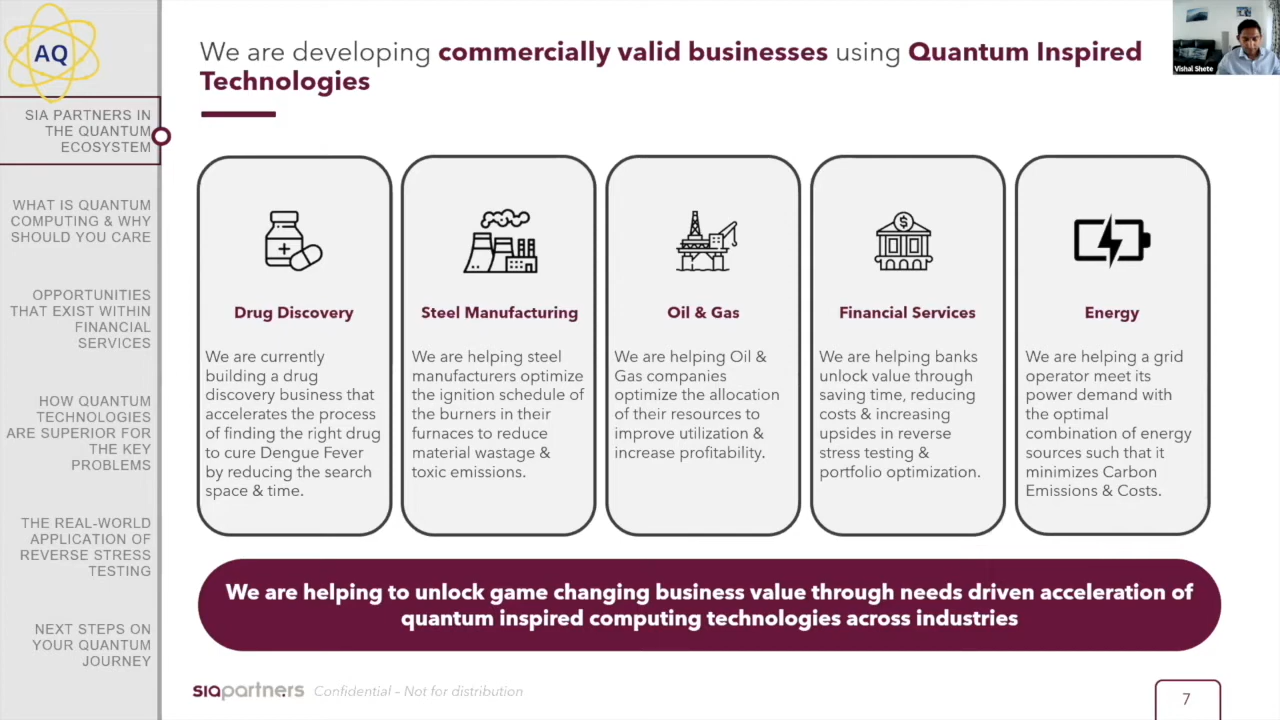 AQ
SIA PARTNERS IN
THE QUANTUM
ECOSYSTEM
WHAT IS QUANTUM
COMPUTING & WHY
SHOULD YOU CARE
OPPORTUNITIES
THAT EXIST WITHIN
FINANCIAL
SERVICES
HOW QUANTUM
TECHNOLOGIES
ARE SUPERIOR FOR
THE KEY
PROBLEMS
THE REAL-WORLD
APPLICATION OF
REVERSE STRESS
TESTING
NEXT STEPS ON
YOUR QUANTUM
JOURNEY
We are developing commercially valid businesses using Quantum Inspired
Technologies
Vishal Shete
Drug Discovery
We are currently
building a drug
discovery business that
accelerates the process
of finding the right drug
to cure Dengue Fever
by reducing the search
space & time.
Steel Manufacturing
We are helping steel
manufacturers optimize
the ignition schedule of
the burners in their
furnaces to reduce
material wastage &
toxic emissions.
Oil & Gas
We are helping Oil &
Gas companies
optimize the allocation
of their resources to
improve utilization &
increase profitability.
$
Financial Services
We are helping banks
unlock value through
saving time, reducing
costs & increasing
upsides in reverse
stress testing &
portfolio optimization.
Energy
We are helping a grid
operator meet its
power demand with
the optimal
combination of energy
sources such that it
minimizes Carbon
Emissions & Costs.
We are helping to unlock game changing business value through needs driven acceleration of
quantum inspired computing technologies across industries
siapartners Confidential – Not for distribution
7